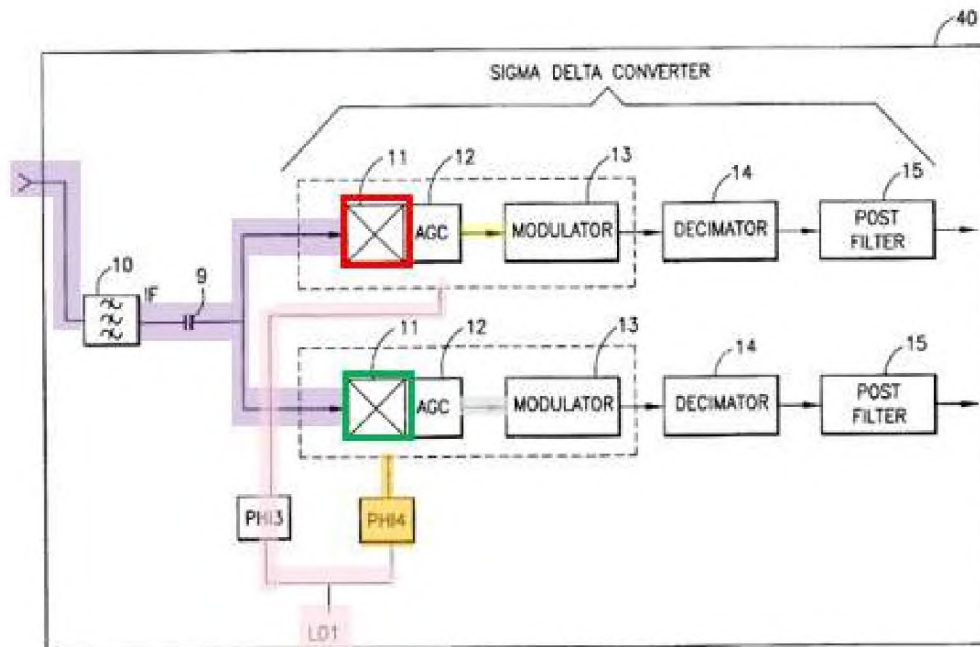 40
SIGMA DELTA CONVERTER
11
12
13
14
15
AGC
MODULATOR
DECIMATOR
POST
FILTER
10
IF
9
11
12
13
14
15
AGC
MODULATOR
DECIMATOR
POST
FILTER
PHI3
PHI4
LO1